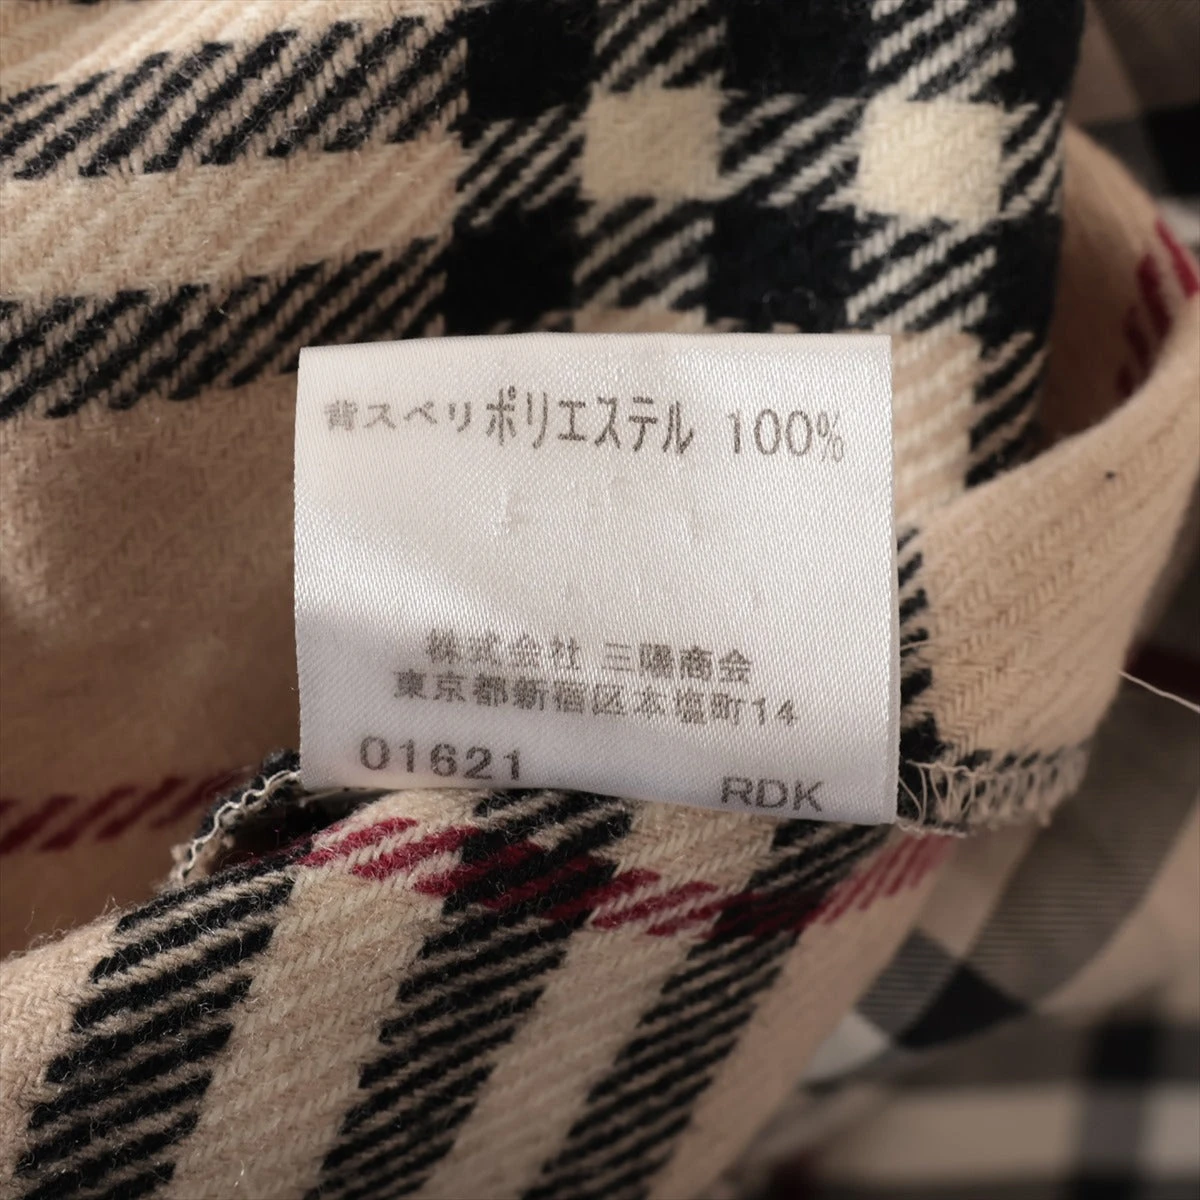 背スベリ ポリエステル 100%
株式会社 三陽商会
東京都新宿区本塩町14
01621 RDK